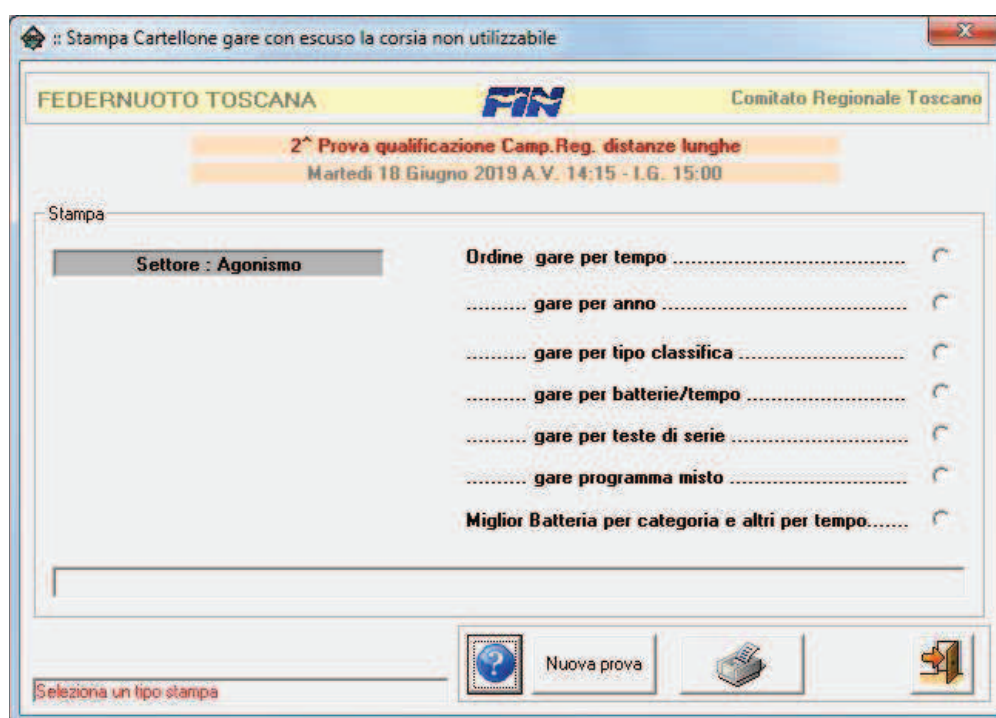 :: Stampa Cartellone gare con escuso la corsia non utilizzabile
FEDERNUOTO TOSCANA FIN Comitato Regionale Toscano
2^ Prova qualificazione Camp.Reg. distanze lunghe
Martedì 18 Giugno 2019 A.V. 14:15 - I.G. 15:00
Stampa
Settore : Agonismo
Ordine gare per tempo ........................................
.......... gare per anno ..........................................
.......... gare per tipo classifica ............................
.......... gare per batterie/tempo ...........................
.......... gare per teste di serie ..............................
.......... gare programma misto ..............................
Miglior Batteria per categoria e altri per tempo.......
? Nuova prova
Seleziona un tipo stampa